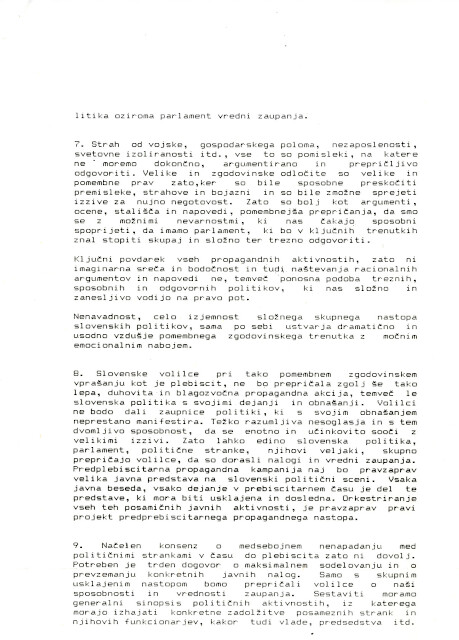 litika oziroma parlament vredni zaupanja.
7. Strah od vojske, gospodarskega poloma, nezaposlenosti,
svetovne izoliranosti itd., vse to so pomisleki, na katere
ne moremo dokončno, argumentirano in prepričljivo
odgovoriti. Velike in zgodovinske odločite so velike in
pomembne prav zato,ker so bile sposobne preskočiti
premisleke, strahove in bojazni in so bile zmožne sprejeti
izzive za nujno negotovost. Zato so bolj kot argumenti,
ocene, stališča in napovedi, pomembnejša prepričanja, da smo
se z možnimi nevarnostmi, ki nas čakajo sposobni
spoprijeti, da imamo parlament, ki bo v ključnih trenutkih
znal stopiti skupaj in složno ter trezno odgovoriti.
Ključni povdarek vseh propagandnih aktivnostih, zato ni
imaginarna sreča in bodočnost in tudi naštevanja racionalnih
argumentov in napovedi ne, temveč ponosna podoba treznih,
sposobnih in odgovornih politikov, ki nas složno in
zanesljivo vodijo na pravo pot.
Nenavadnost, celo izjemnost složnega skupnega nastopa
slovenskih politikov, sama po sebi ustvarja dramatično in
usodno vzdušje pomembnega zgodovinskega trenutka z močnim
emocionalnim nabojem.
8. Slovenske volilce pri tako pomembnem zgodovinskem
vprašanju kot je plebiscit, ne bo prepričala zgolj še tako
lepa, duhovita in blagozvočna propagandna akcija, temveč le
slovenska politika s svojimi dejanji in obnašanji. Volilci
ne bodo dali zaupnice politiki, ki s svojim obnašanjem
neprestano manifestira. Težko razumljiva nesoglasja in s tem
dvomljivo sposobnost, da se enotno in učinkovito sooči z
velikimi izzivi. Zato lahko edino slovenska politika,
parlament, politične stranke, njihovi veljaki, skupno
prepričajo volilce, da so dorasli nalogi in vredni zaupanja.
Predplebiscitarna propagandna kampanija naj bo pravzaprav
velika javna predstava na slovenski politični sceni. Vsaka
javna beseda, vsako dejanje v prebiscitarnem času je del te
predstave, ki mora biti usklajena in dosledna. Orkestriranje
vseh teh posamičnih javnih aktivnosti, je pravzaprav pravi
projekt predprebiscitarnega propagandnega nastopa.
9. Načelen konsenz o medsebojnem nenapadanju med
političnimi strankami v času do plebiscita zato ni dovolj.
Potreben je trden dogovor o maksimalnem sodelovanju in o
prevzemanju konkretnih javnih nalog. Samo s skupnim
usklajenim nastopom bomo prepričali volilce o naši
sposobnosti in vrednosti zaupanja. Sestaviti moramo
generalni sinopsis političnih aktivnostih, iz katerega
morajo izhajati konkretne zadolžitve posameznih strank in
njihovih funkcionarjev, kakor tudi vlade, predsedstva itd.